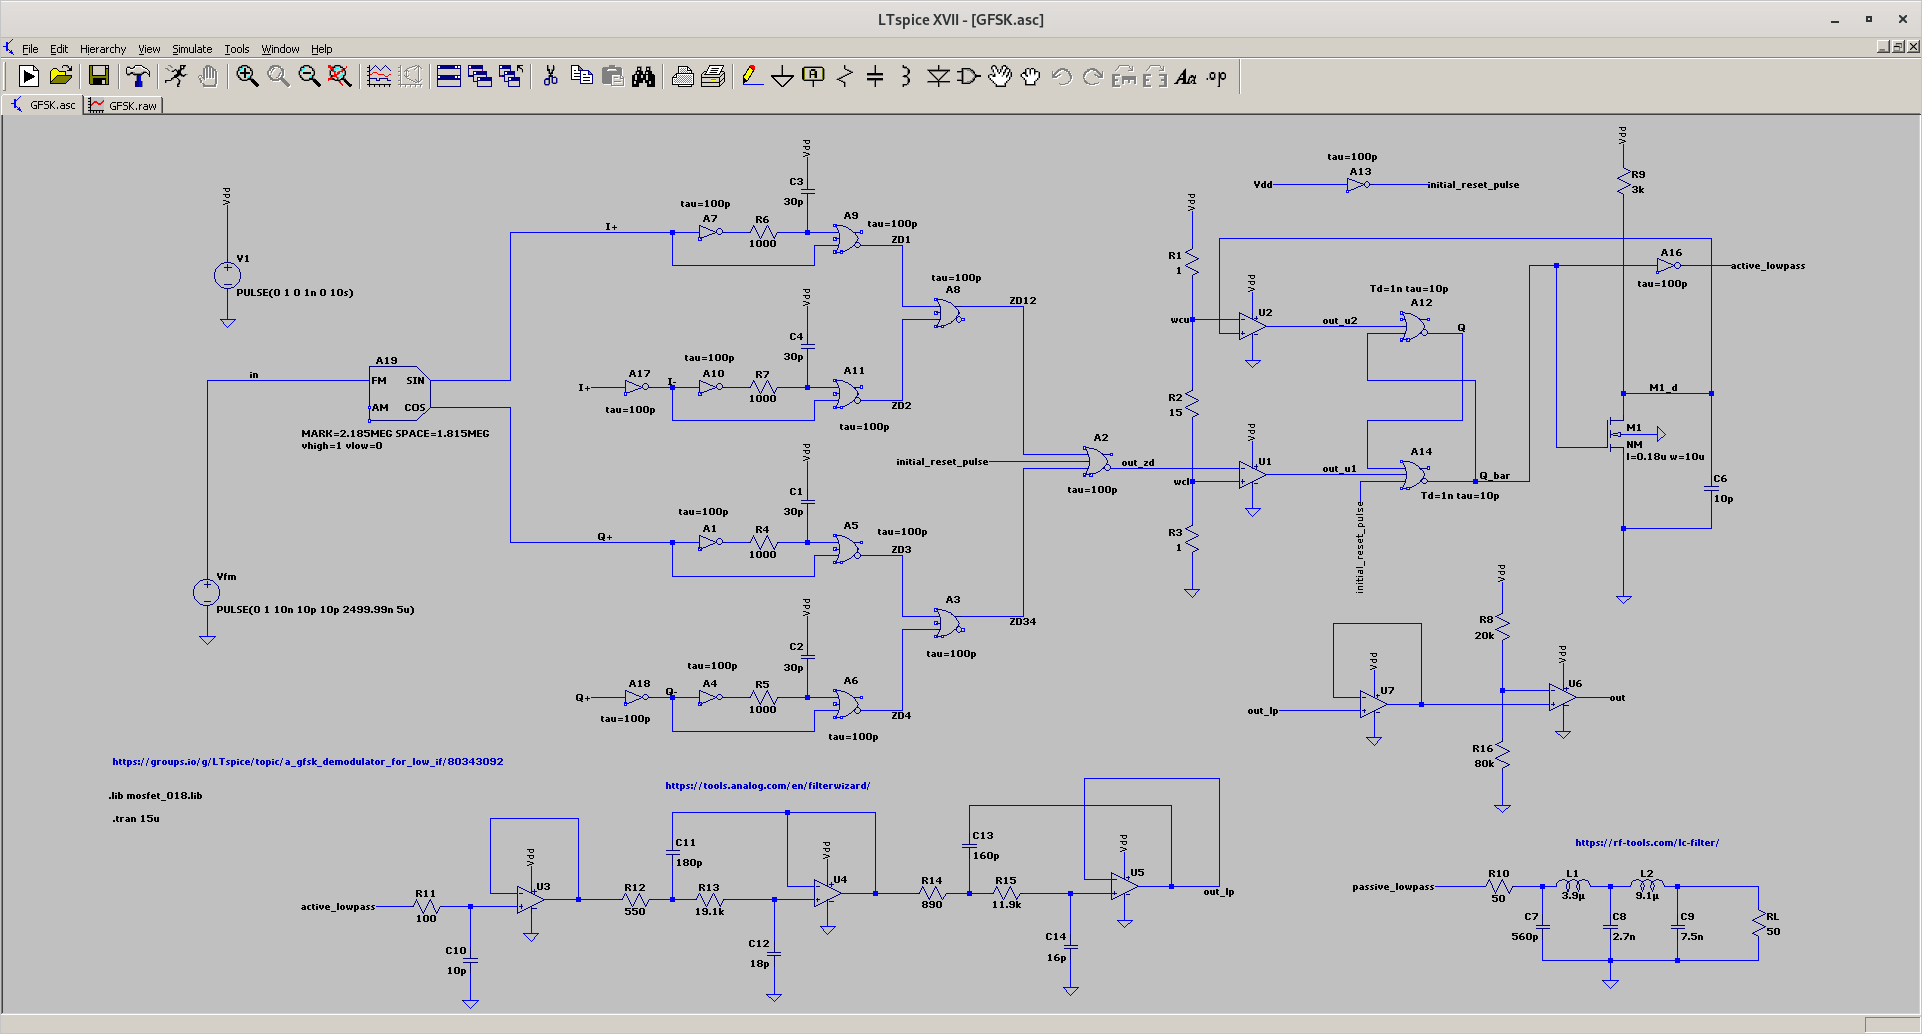 LTspice XVII - [GFSK.asc]
File Edit Hierarchy View Simulate Tools Window Help
.op
GFSK.asc GFSK.raw
Vdd
V1
PULSE(0 1 0 1n 0 10s)
in
A19
FM SIN
AM COS
MARK=2.185MEG SPACE=1.815MEG
vhigh=1 vlow=0
Vfm
PULSE(0 1 10n 10p 10p 2499.99n 5u)
I+
tau=100p
A7
R6
1000
Vdd
C3
30p
A9
tau=100p
ZD1
I+
A17
tau=100p
I-
tau=100p
A10
R7
1000
Vdd
C4
30p
A11
tau=100p
ZD2
tau=100p
A8
ZD12
Q+
tau=100p
A1
R4
1000
Vdd
C1
30p
A5
tau=100p
ZD3
Q+
A18
tau=100p
Q-
tau=100p
A4
R5
1000
Vdd
C2
30p
A6
tau=100p
ZD4
A3
tau=100p
ZD34
initial_reset_pulse
A2
tau=100p
out_zd
Vdd
R1
1
wcu
R2
15
wcl
R3
1
Vdd
U2
out_u2
Vdd
U1
out_u1
tau=100p
Vdd
A13
initial_reset_pulse
Td=1n tau=10p
A12
Q
A14
Q_bar
Td=1n tau=10p
initial_reset_pulse
Vdd
R9
3k
A16
tau=100p
active_lowpass
M1_d
M1
NM
l=0.18u w=10u
C6
10p
out_lp
Vdd
U7
Vdd
R8
20k
R16
80k
Vdd
U6
out
https://groups.io/g/LTspice/topic/a_gfsk_demodulator_for_low_if/80343092
.lib mosfet_018.lib
.tran 15u
https://tools.analog.com/en/filterwizard/
active_lowpass
R11
100
C10
10p
Vdd
U3
R12
550
C11
180p
R13
19.1k
C12
18p
Vdd
U4
R14
890
C13
160p
R15
11.9k
C14
16p
Vdd
U5
out_lp
https://rf-tools.com/lc-filter/
passive_lowpass
R10
50
L1
3.9µ
L2
9.1µ
C7
560p
C8
2.7n
C9
7.5n
RL
50